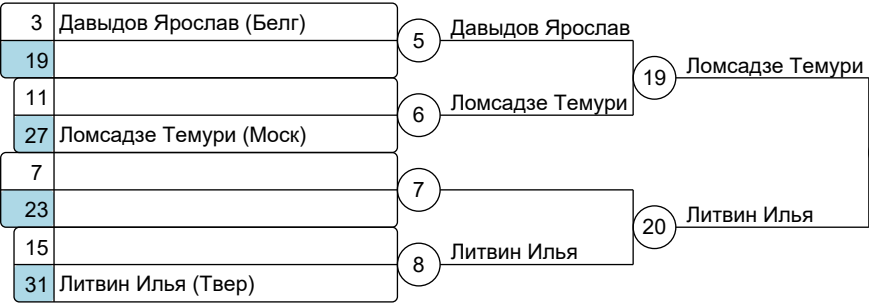 3 Давыдов Ярослав (Белг)
19
5 Давыдов Ярослав
19 Ломсадзе Темури
11
27 Ломсадзе Темури (Моск)
6 Ломсадзе Темури
7
23
7
20 Литвин Илья
15
31 Литвин Илья (Твер)
8 Литвин Илья